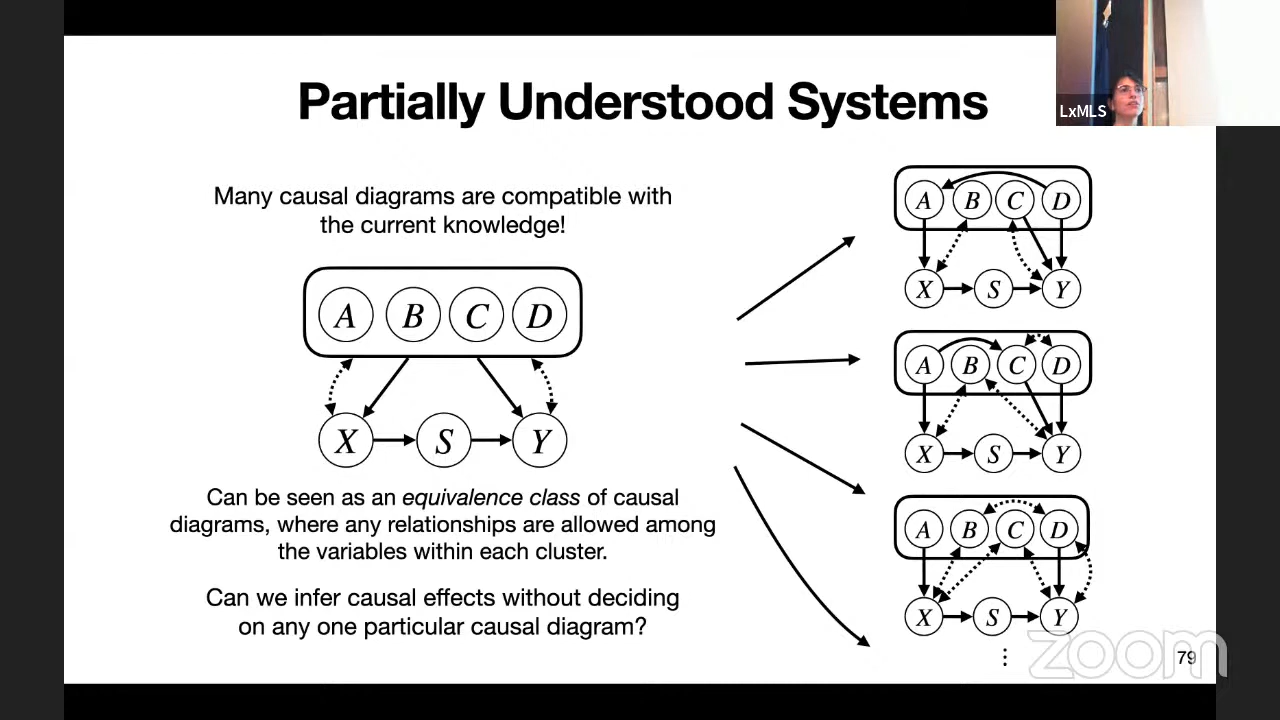 Partially Understood Systems
LxMLS
Many causal diagrams are compatible with
the current knowledge!
A B C D
X S Y
Can be seen as an equivalence class of causal
diagrams, where any relationships are allowed among
the variables within each cluster.
Can we infer causal effects without deciding
on any one particular causal diagram?
A B C D
X S Y
A B C D
X S Y
A B C D
X S Y
⋮
zoom
79